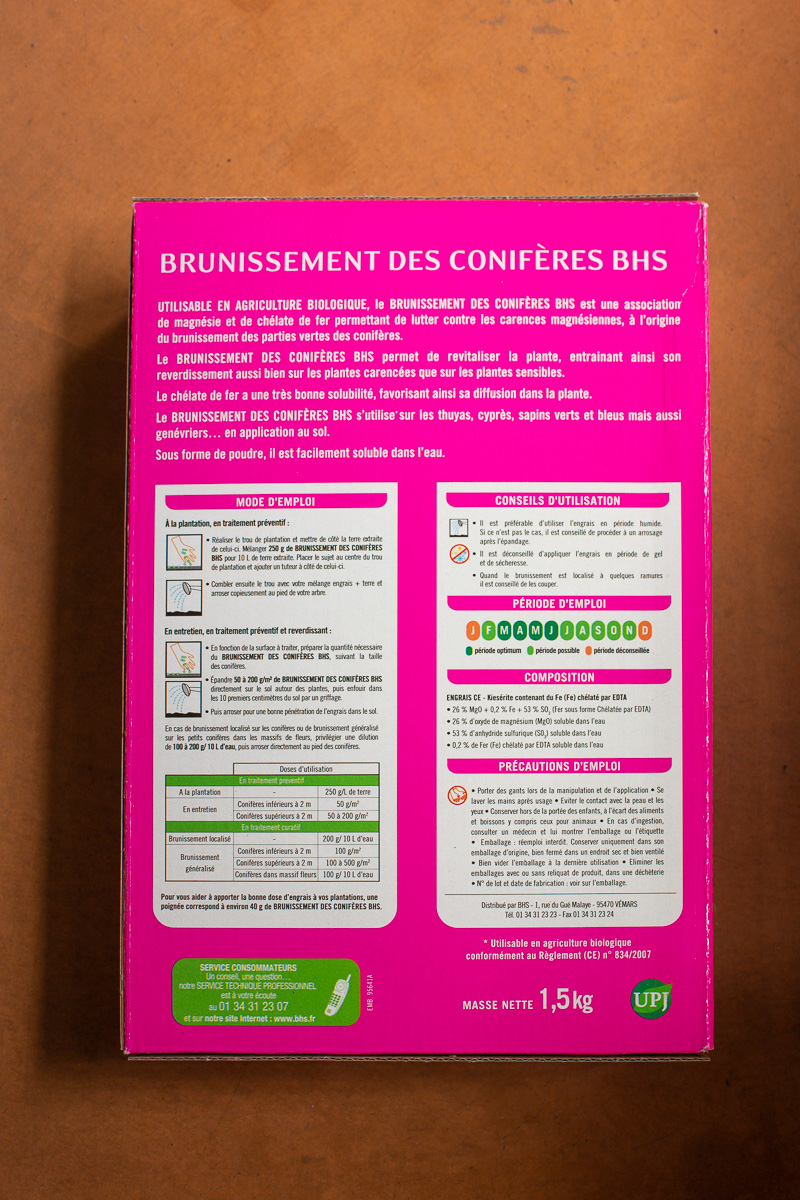 BRUNISSEMENT DES CONIFÈRES BHS
UTILISABLE EN AGRICULTURE BIOLOGIQUE, le BRUNISSEMENT DES CONIFÈRES BHS est une association
de magnésie et de chélate de fer permettant de lutter contre les carences magnésiennes, à l'origine
du brunissement des parties vertes des conifères.
Le BRUNISSEMENT DES CONIFÈRES BHS permet de revitaliser la plante, entrainant ainsi son
reverdissement aussi bien sur les plantes carencées que sur les plantes sensibles.
Le chélate de fer a une très bonne solubilité, favorisant ainsi sa diffusion dans la plante.
Le BRUNISSEMENT DES CONIFÈRES BHS s'utilise sur les thuyas, cyprès, sapins verts et bleus mais aussi
genévriers... en application au sol.
Sous forme de poudre, il est facilement soluble dans l'eau.
MODE D'EMPLOI
À la plantation, en traitement préventif :
• Réaliser le trou de plantation et mettre de côté la terre extraite
de celui-ci. Mélanger 250 g de BRUNISSEMENT DES CONIFÈRES
BHS pour 10 L de terre extraite. Placer le sujet au centre du trou
de plantation et ajouter un tuteur à côté de celui-ci.
• Combler ensuite le trou avec votre mélange engrais + terre et
arroser copieusement au pied de votre arbre.
En entretien, en traitement préventif et reverdissant :
• En fonction de la surface à traiter, préparer la quantité nécessaire
du BRUNISSEMENT DES CONIFÈRES BHS, suivant la taille
des conifères.
• Épandre 50 à 200 g/m² de BRUNISSEMENT DES CONIFÈRES BHS
directement sur le sol autour des plantes, puis enfouir dans
les 10 premiers centimètres du sol par un griffage.
• Puis arroser pour une bonne pénétration de l'engrais dans le sol.
En cas de brunissement localisé sur les conifères ou de brunissement généralisé
sur les petits conifères dans les massifs de fleurs, privilégier une dilution
de 100 à 200 g/ 10 L d'eau, puis arroser directement au pied des conifères.
Doses d'utilisation
En traitement preventif
A la plantation - 250 g/L de terre
En entretien Conifères inférieurs à 2 m 50 g/m²
Conifères supérieurs à 2 m 50 à 200 g/m²
En traitement curatif
Brunissement localisé - 200 g/ 10 L d'eau
Brunissement généralisé Conifères inférieurs à 2 m 100 g/m²
Conifères supérieurs à 2 m 100 à 500 g/m²
Conifères dans massif fleurs 100 g/ 10 L d'eau
Pour vous aider à apporter la bonne dose d'engrais à vos plantations, une
poignée correspond à environ 40 g de BRUNISSEMENT DES CONIFÈRES BHS.
SERVICE CONSOMMATEURS
Un conseil, une question...,
notre SERVICE TECHNIQUE PROFESSIONNEL
est à votre écoute
au 01 34 31 23 07
et sur notre site Internet : www.bhs.fr
EMB 95641A
CONSEILS D'UTILISATION
• Il est préférable d'utiliser l'engrais en période humide.
Si ce n'est pas le cas, il est conseillé de procéder à un arrosage
après l'épandage.
• Il est déconseillé d'appliquer l'engrais en période de gel
et de sécheresse.
• Quand le brunissement est localisé à quelques ramures
il est conseillé de les couper.
PÉRIODE D'EMPLOI
J F M A M J J A S O N D
période optimum période possible période déconseillée
COMPOSITION
ENGRAIS CE - Kiesérite contenant du Fe (Fe) chélaté par EDTA
• 26 % MgO + 0,2 % Fe + 53 % SO₃ (Fer sous forme Chélatée par EDTA)
• 26 % d'oxyde de magnésium (MgO) soluble dans l'eau
• 53 % d'anhydride sulfurique (SO₃) soluble dans l'eau
• 0,2 % de Fer (Fe) chélaté par EDTA soluble dans l'eau
PRÉCAUTIONS D'EMPLOI
• Porter des gants lors de la manipulation et de l'application • Se
laver les mains après usage • Eviter le contact avec la peau et les
yeux • Conserver hors de la portée des enfants, à l'écart des aliments
et boissons y compris ceux pour animaux • En cas d'ingestion,
consulter un médecin et lui montrer l'emballage ou l'étiquette
• Emballage : réemploi interdit. Conserver uniquement dans son
emballage d'origine, bien fermé dans un endroit sec et bien ventilé
• Bien vider l'emballage à la dernière utilisation • Eliminer les
emballages avec ou sans reliquat de produit, dans une déchèterie
• N° de lot et date de fabrication : voir sur l'emballage.
Distribué par BHS - 1, rue du Gué Malaye - 95470 VÉMARS
Tél. 01 34 31 23 23 - Fax 01 34 31 23 24
* Utilisable en agriculture biologique
conformément au Règlement (CE) n° 834/2007
MASSE NETTE 1,5 kg
UPJ